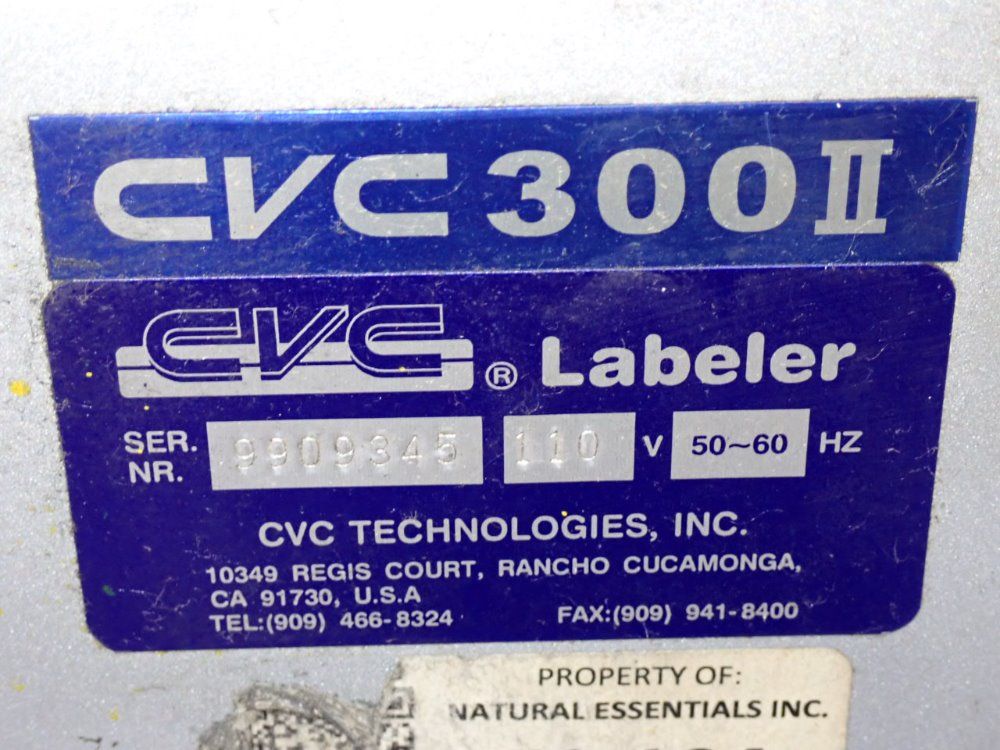 CVC 300 II
CVC ® Labeler
SER. NR. 9909345 110 V 50~60 HZ
CVC TECHNOLOGIES, INC.
10349 REGIS COURT, RANCHO CUCAMONGA,
CA 91730, U.S.A
TEL:(909) 466-8324 FAX:(909) 941-8400
PROPERTY OF:
NATURAL ESSENTIALS INC.